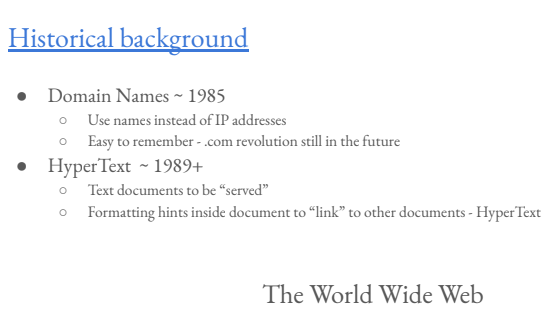 Historical background
● Domain Names ~ 1985
○ Use names instead of IP addresses
○ Easy to remember - .com revolution still in the future
● HyperText ~ 1989+
○ Text documents to be “served”
○ Formatting hints inside document to “link” to other documents - HyperText
The World Wide Web